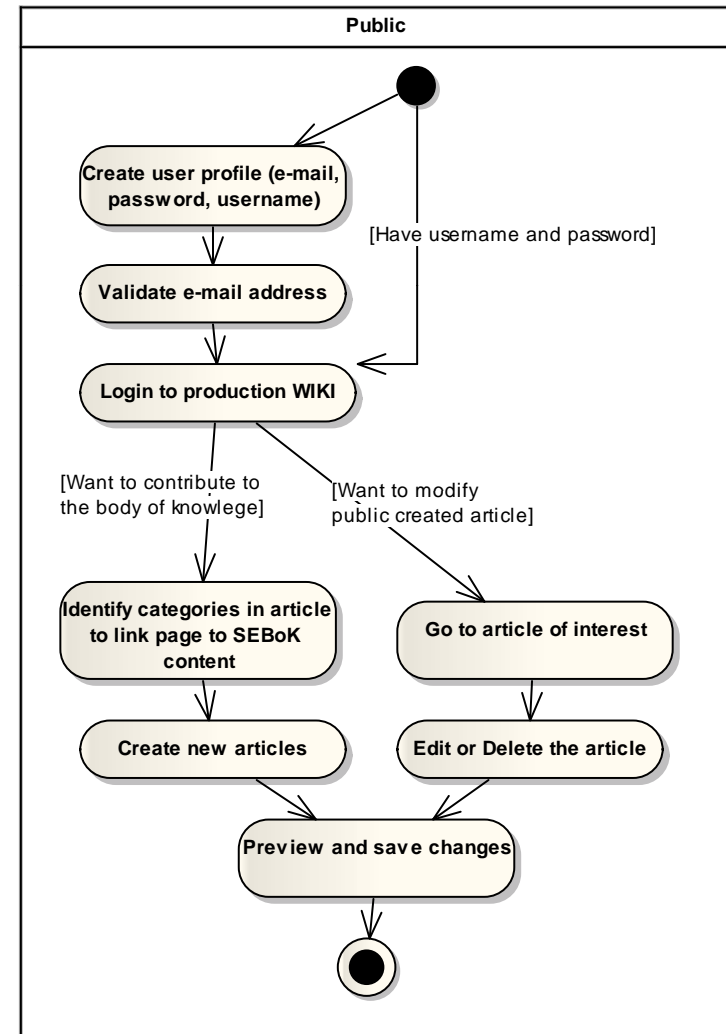 Public
Create user profile (e-mail,
password, username)
[Have username and password]
Validate e-mail address
Login to production WIKI
[Want to contribute to
the body of knowlege]
[Want to modify
public created article]
Identify categories in article
to link page to SEBoK
content
Go to article of interest
Create new articles
Edit or Delete the article
Preview and save changes